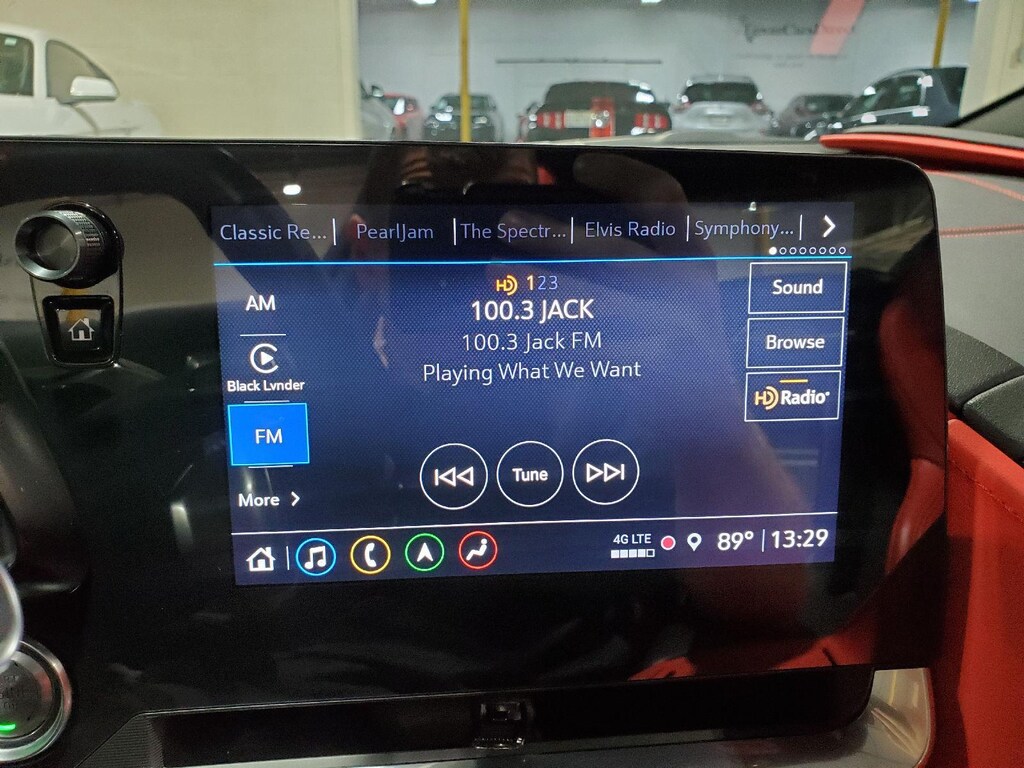 Classic Re... PearlJam The Spectr... Elvis Radio Symphony...
AM
HD 123
100.3 JACK
100.3 Jack FM
Playing What We Want
Sound
Browse
HD Radio
Black Lvnder
FM
Tune
More
4G LTE
89° 13:29